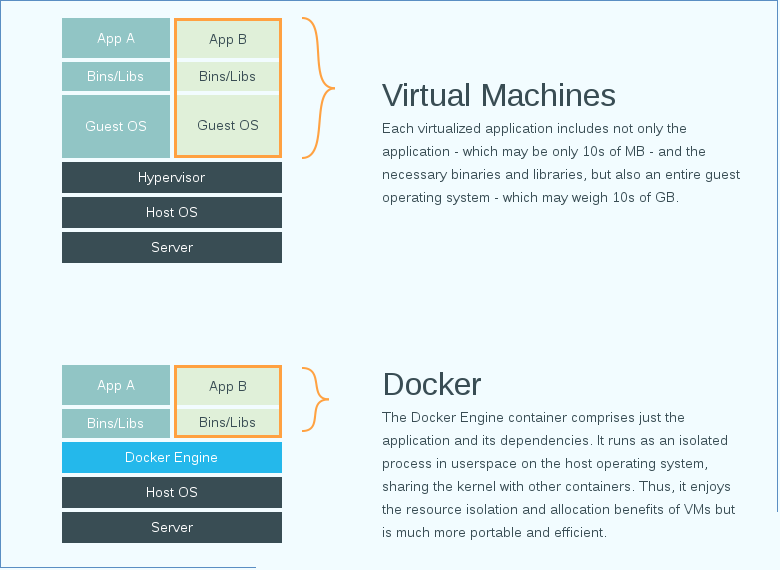 App A
App B
Bins/Libs
Bins/Libs
Guest OS
Guest OS
Hypervisor
Host OS
Server
Virtual Machines
Each virtualized application includes not only the
application - which may be only 10s of MB - and the
necessary binaries and libraries, but also an entire guest
operating system - which may weigh 10s of GB.
App A
App B
Bins/Libs
Bins/Libs
Docker Engine
Host OS
Server
Docker
The Docker Engine container comprises just the
application and its dependencies. It runs as an isolated
process in userspace on the host operating system,
sharing the kernel with other containers. Thus, it enjoys
the resource isolation and allocation benefits of VMs but
is much more portable and efficient.